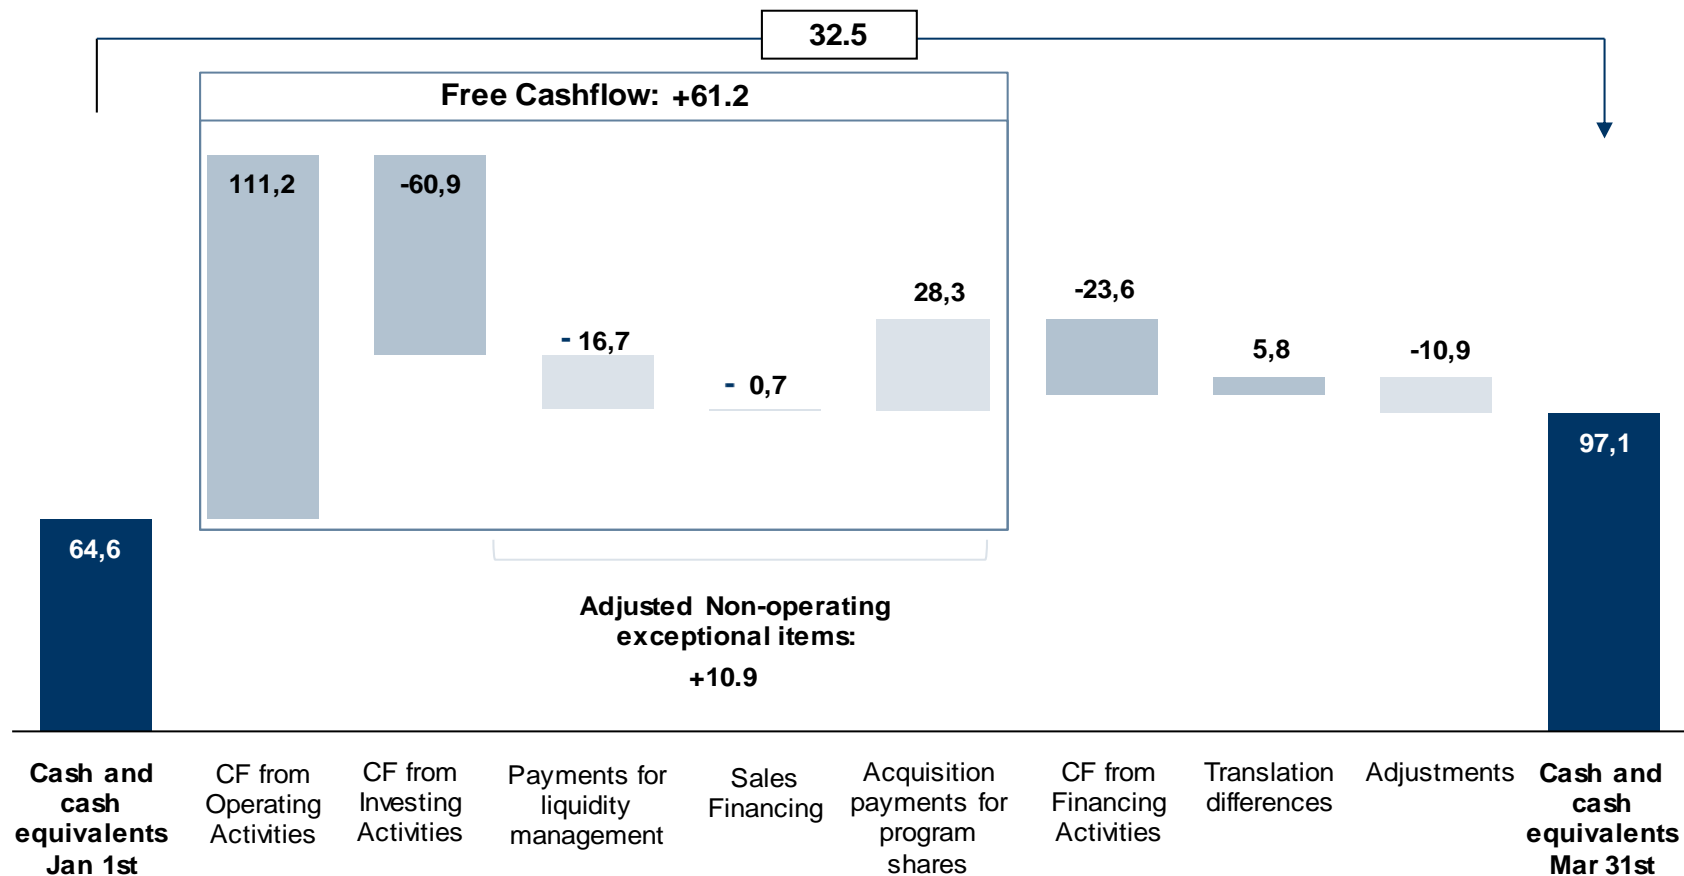 32.5
Free Cashflow: +61.2
111,2
-60,9
- 16,7
- 0,7
28,3
-23,6
5,8
-10,9
97,1
64,6
Adjusted Non-operating
exceptional items:
+10.9
Cash and
cash
equivalents
Jan 1st
CF from
Operating
Activities
CF from
Investing
Activities
Payments for
liquidity
management
Sales
Financing
Acquisition
payments for
program
shares
CF from
Financing
Activities
Translation
differences
Adjustments
Cash and
cash
equivalents
Mar 31st